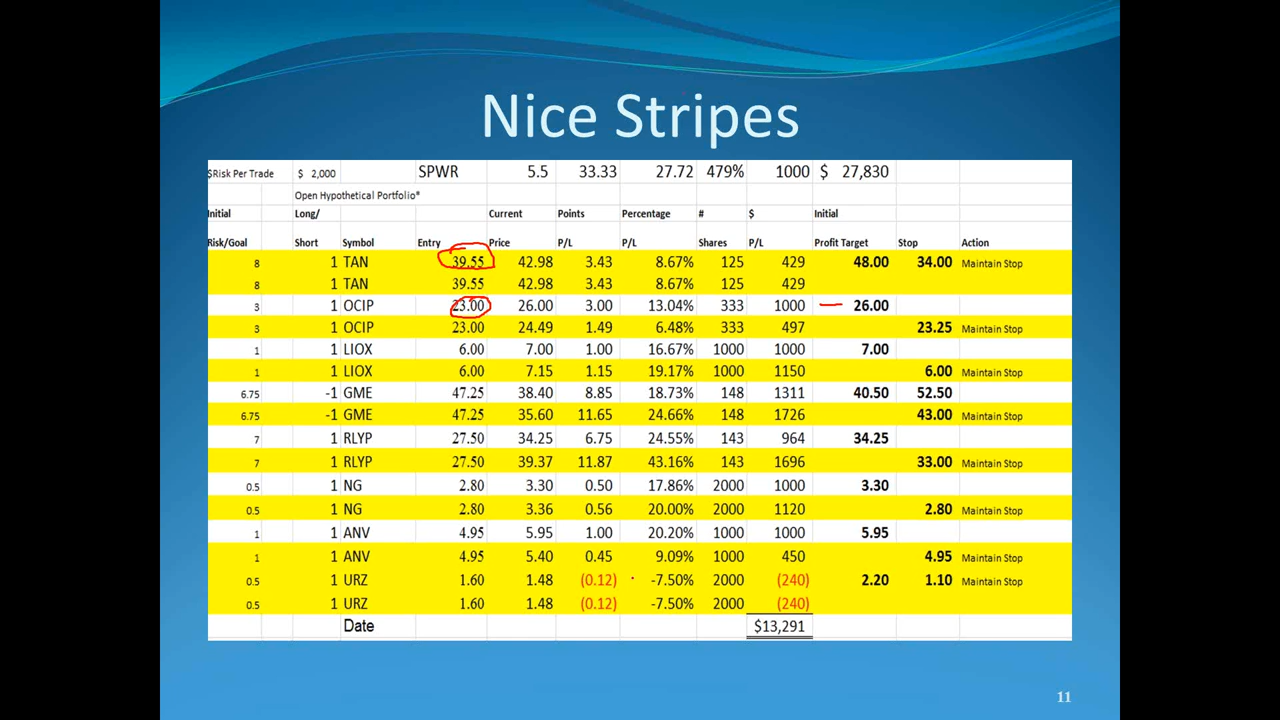 Nice Stripes
$Risk Per Trade $ 2,000 SPWR 5.5 33.33 27.72 479% 1000 $ 27,830
Open Hypothetical Portfolio*
Initial Long/ Current Points Percentage # $ Initial
Risk/Goal Short Symbol Entry Price P/L P/L Shares P/L Profit Target Stop Action
8 1 TAN 39.55 42.98 3.43 8.67% 125 429 48.00 34.00 Maintain Stop
8 1 TAN 39.55 42.98 3.43 8.67% 125 429
3 1 OCIP 23.00 26.00 3.00 13.04% 333 1000 26.00
3 1 OCIP 23.00 24.49 1.49 6.48% 333 497 23.25 Maintain Stop
1 1 LIOX 6.00 7.00 1.00 16.67% 1000 1000 7.00
1 1 LIOX 6.00 7.15 1.15 19.17% 1000 1150 6.00 Maintain Stop
6.75 -1 GME 47.25 38.40 8.85 18.73% 148 1311 40.50 52.50
6.75 -1 GME 47.25 35.60 11.65 24.66% 148 1726 43.00 Maintain Stop
7 1 RLYP 27.50 34.25 6.75 24.55% 143 964 34.25
7 1 RLYP 27.50 39.37 11.87 43.16% 143 1696 33.00 Maintain Stop
0.5 1 NG 2.80 3.30 0.50 17.86% 2000 1000 3.30
0.5 1 NG 2.80 3.36 0.56 20.00% 2000 1120 2.80 Maintain Stop
1 1 ANV 4.95 5.95 1.00 20.20% 1000 1000 5.95
1 1 ANV 4.95 5.40 0.45 9.09% 1000 450 4.95 Maintain Stop
0.5 1 URZ 1.60 1.48 (0.12) -7.50% 2000 (240) 2.20 1.10 Maintain Stop
0.5 1 URZ 1.60 1.48 (0.12) -7.50% 2000 (240)
Date $13,291
11